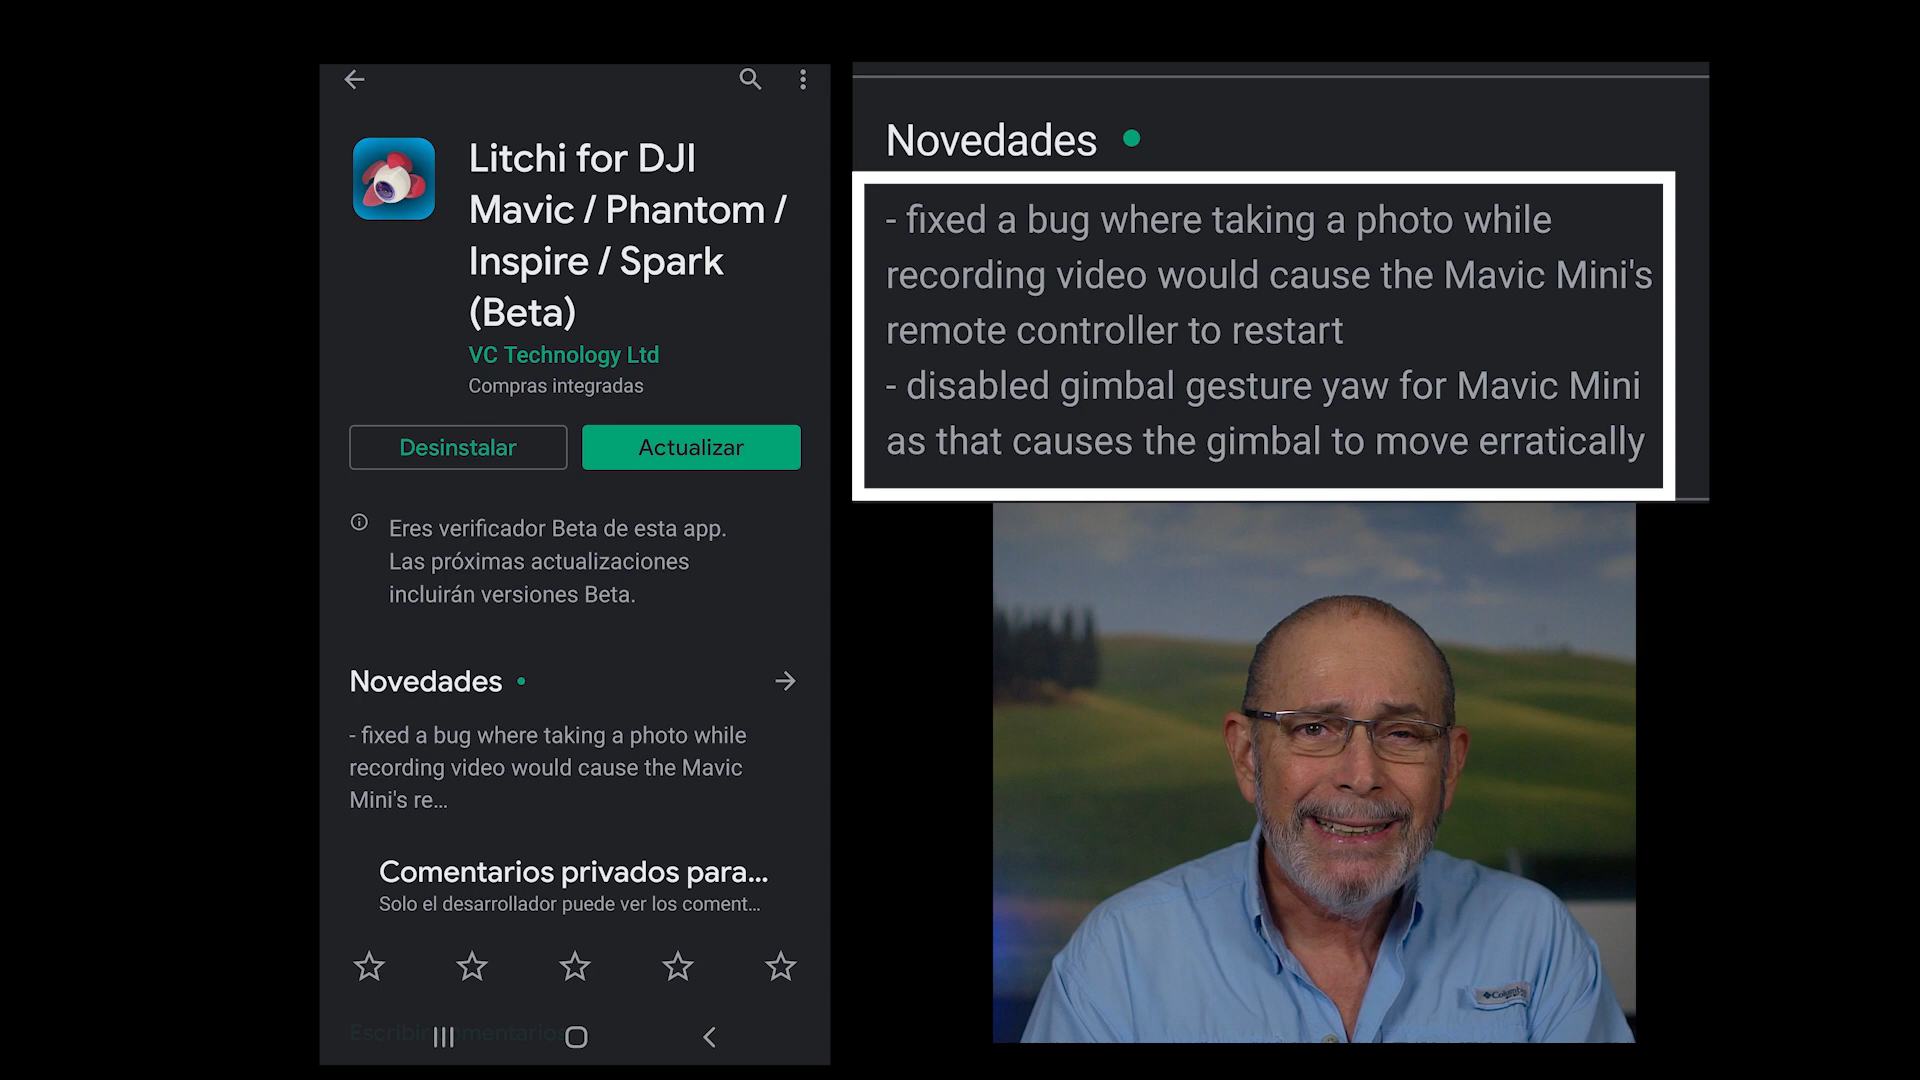 Litchi for DJI
Mavic / Phantom /
Inspire / Spark
(Beta)
VC Technology Ltd
Compras integradas
Desinstalar
Actualizar
Eres verificador Beta de esta app.
Las próximas actualizaciones
incluirán versiones Beta.
Novedades
- fixed a bug where taking a photo while
recording video would cause the Mavic
Mini's re...
Comentarios privados para...
Solo el desarrollador puede ver los coment...
Escribir comentarios
Novedades
- fixed a bug where taking a photo while
recording video would cause the Mavic Mini's
remote controller to restart
- disabled gimbal gesture yaw for Mavic Mini
as that causes the gimbal to move erratically
Columbia